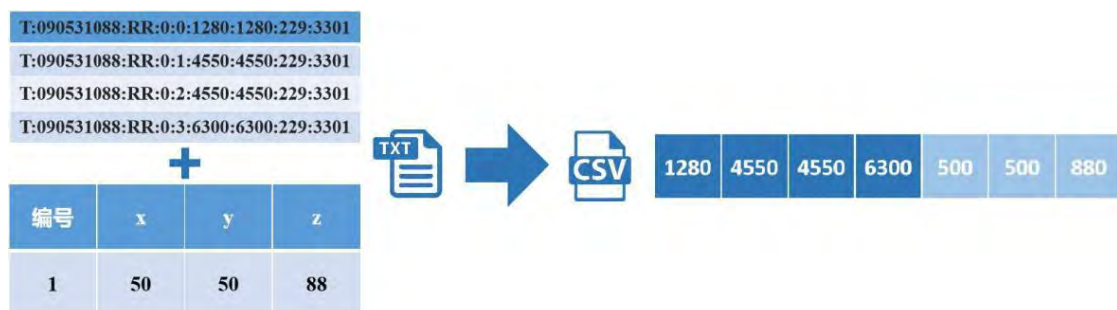 T:090531088:RR:0:0:1280:1280:229:3301
T:090531088:RR:0:1:4550:4550:229:3301
T:090531088:RR:0:2:4550:4550:229:3301
T:090531088:RR:0:3:6300:6300:229:3301
+
编号 x y z
1 50 50 88
TXT
CSV
1280 4550 4550 6300 500 500 880